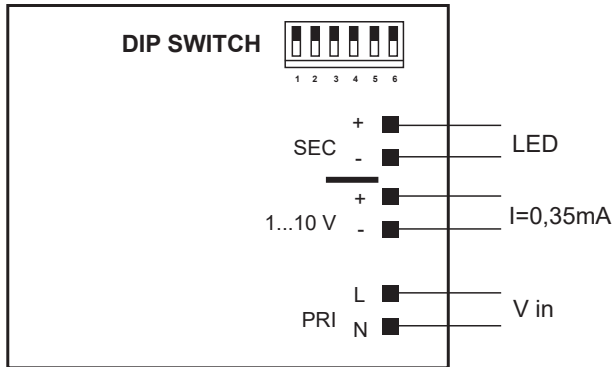 DIP SWITCH
1 2 3 4 5 6
+
SEC
-
LED
+
1...10 V
-
I=0,35mA
L
PRI
N
V in